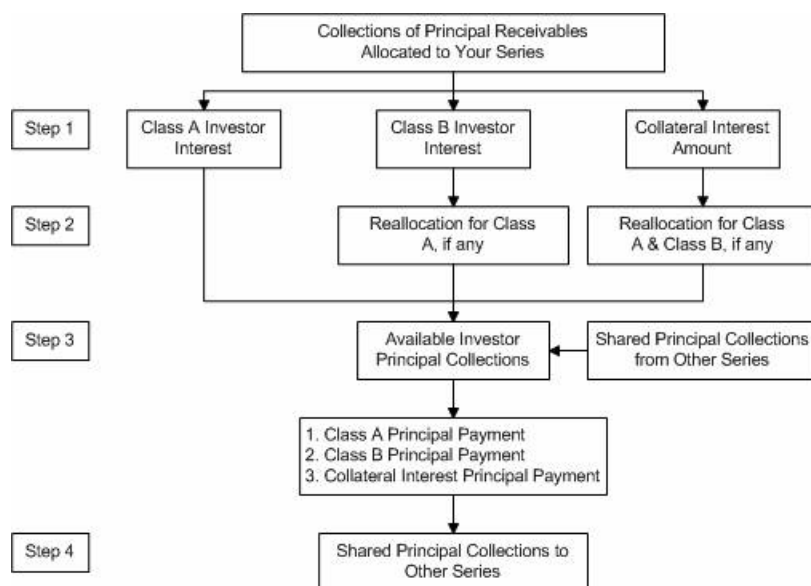 Collections of Principal Receivables
Allocated to Your Series
Step 1
Class A Investor
Interest
Class B Investor
Interest
Collateral Interest
Amount
Step 2
Reallocation for Class
A, if any
Reallocation for Class
A & Class B, if any
Step 3
Available Investor
Principal Collections
Shared Principal Collections
from Other Series
1. Class A Principal Payment
2. Class B Principal Payment
3. Collateral Interest Principal Payment
Step 4
Shared Principal Collections to
Other Series